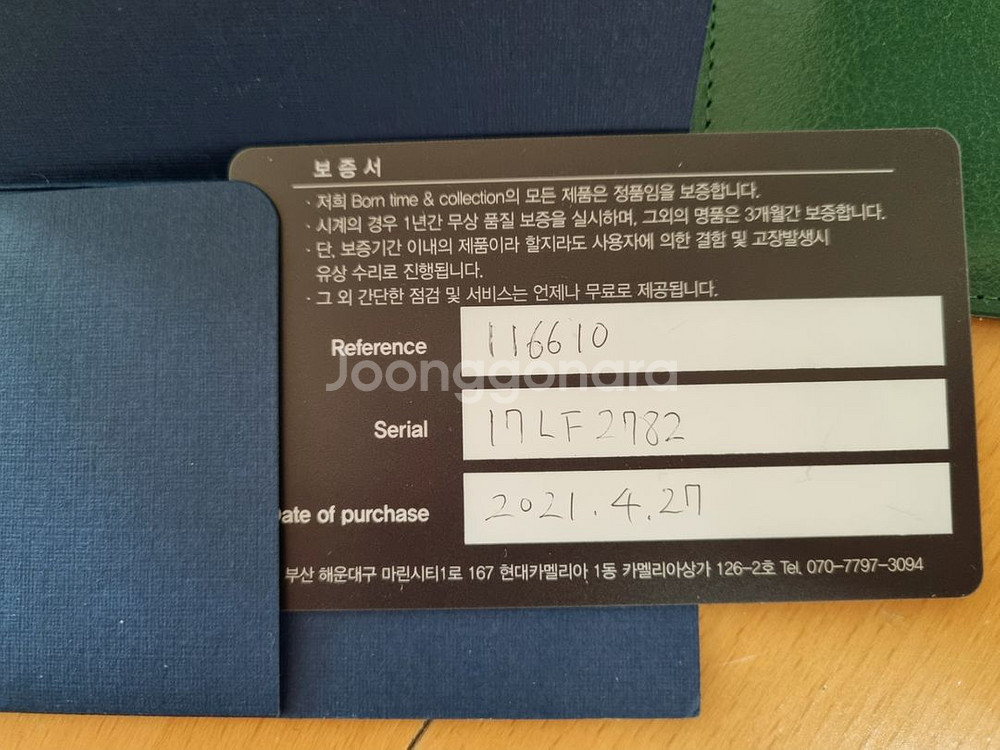 보증서
· 저희 Born time & collection의 모든 제품은 정품임을 보증합니다.
· 시계의 경우 1년간 무상 품질 보증을 실시하며, 그외의 명품은 3개월간 보증합니다.
· 단, 보증기간 이내의 제품이라 할지라도 사용자에 의한 결함 및 고장발생시
유상 수리로 진행됩니다.
· 그 외 간단한 점검 및 서비스는 언제나 무료로 제공됩니다.
Reference 116610
Joonggonara
Serial 17LF2782
ate of purchase 2021.4.27
부산 해운대구 마린시티1로 167 현대카멜리아 1동 카멜리아상가 126-2호 Tel. 070-7797-3094